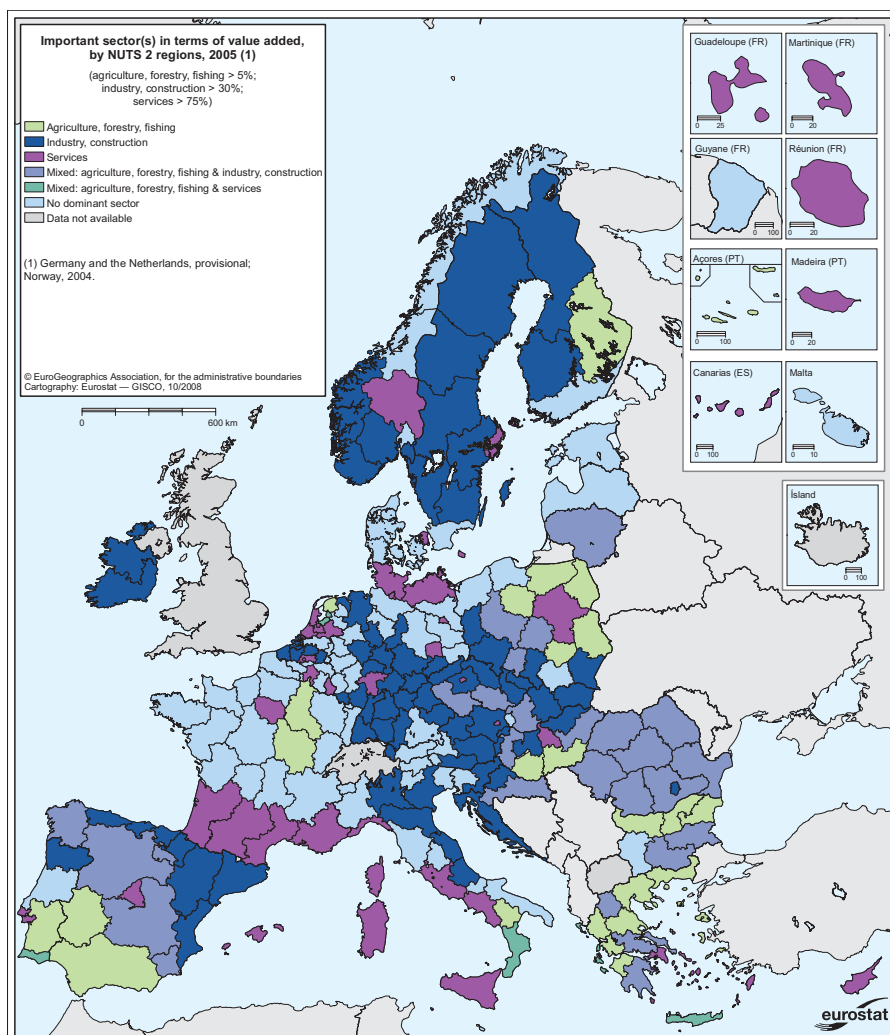 Important sector(s) in terms of value added,
by NUTS 2 regions, 2005 (1)
(agriculture, forestry, fishing > 5%;
industry, construction > 30%;
services > 75%)
Agriculture, forestry, fishing
Industry, construction
Services
Mixed: agriculture, forestry, fishing & industry, construction
Mixed: agriculture, forestry, fishing & services
No dominant sector
Data not available
(1) Germany and the Netherlands, provisional;
Norway, 2004.
© EuroGeographics Association, for the administrative boundaries
Cartography: Eurostat — GISCO, 10/2008
0 600 km
Guadeloupe (FR)
0 25
Martinique (FR)
0 20
Guyane (FR)
0 100
Réunion (FR)
0 20
Açores (PT)
0 100
Madeira (PT)
0 20
Canarias (ES)
0 100
Malta
0 10
Ísland
0 100
eurostat